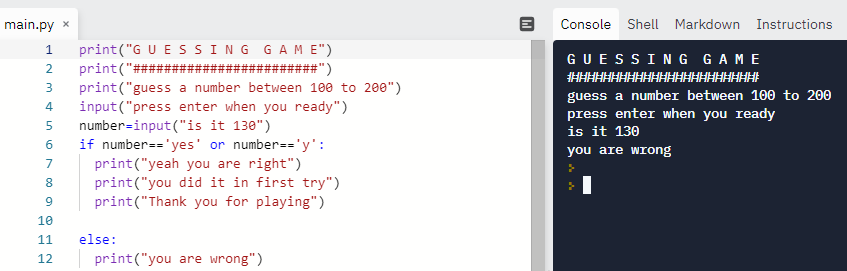 main.py ×
1 print("G U E S S I N G  G A M E")
2 print("########################")
3 print("guess a number between 100 to 200")
4 input("press enter when you ready")
5 number=input("is it 130")
6 if number=='yes' or number=='y':
7   print("yeah you are right")
8   print("you did it in first try")
9   print("Thank you for playing")
10
11 else:
12   print("you are wrong")
Console Shell Markdown Instructions
G U E S S I N G  G A M E
########################
guess a number between 100 to 200
press enter when you ready
is it 130
you are wrong
>
>